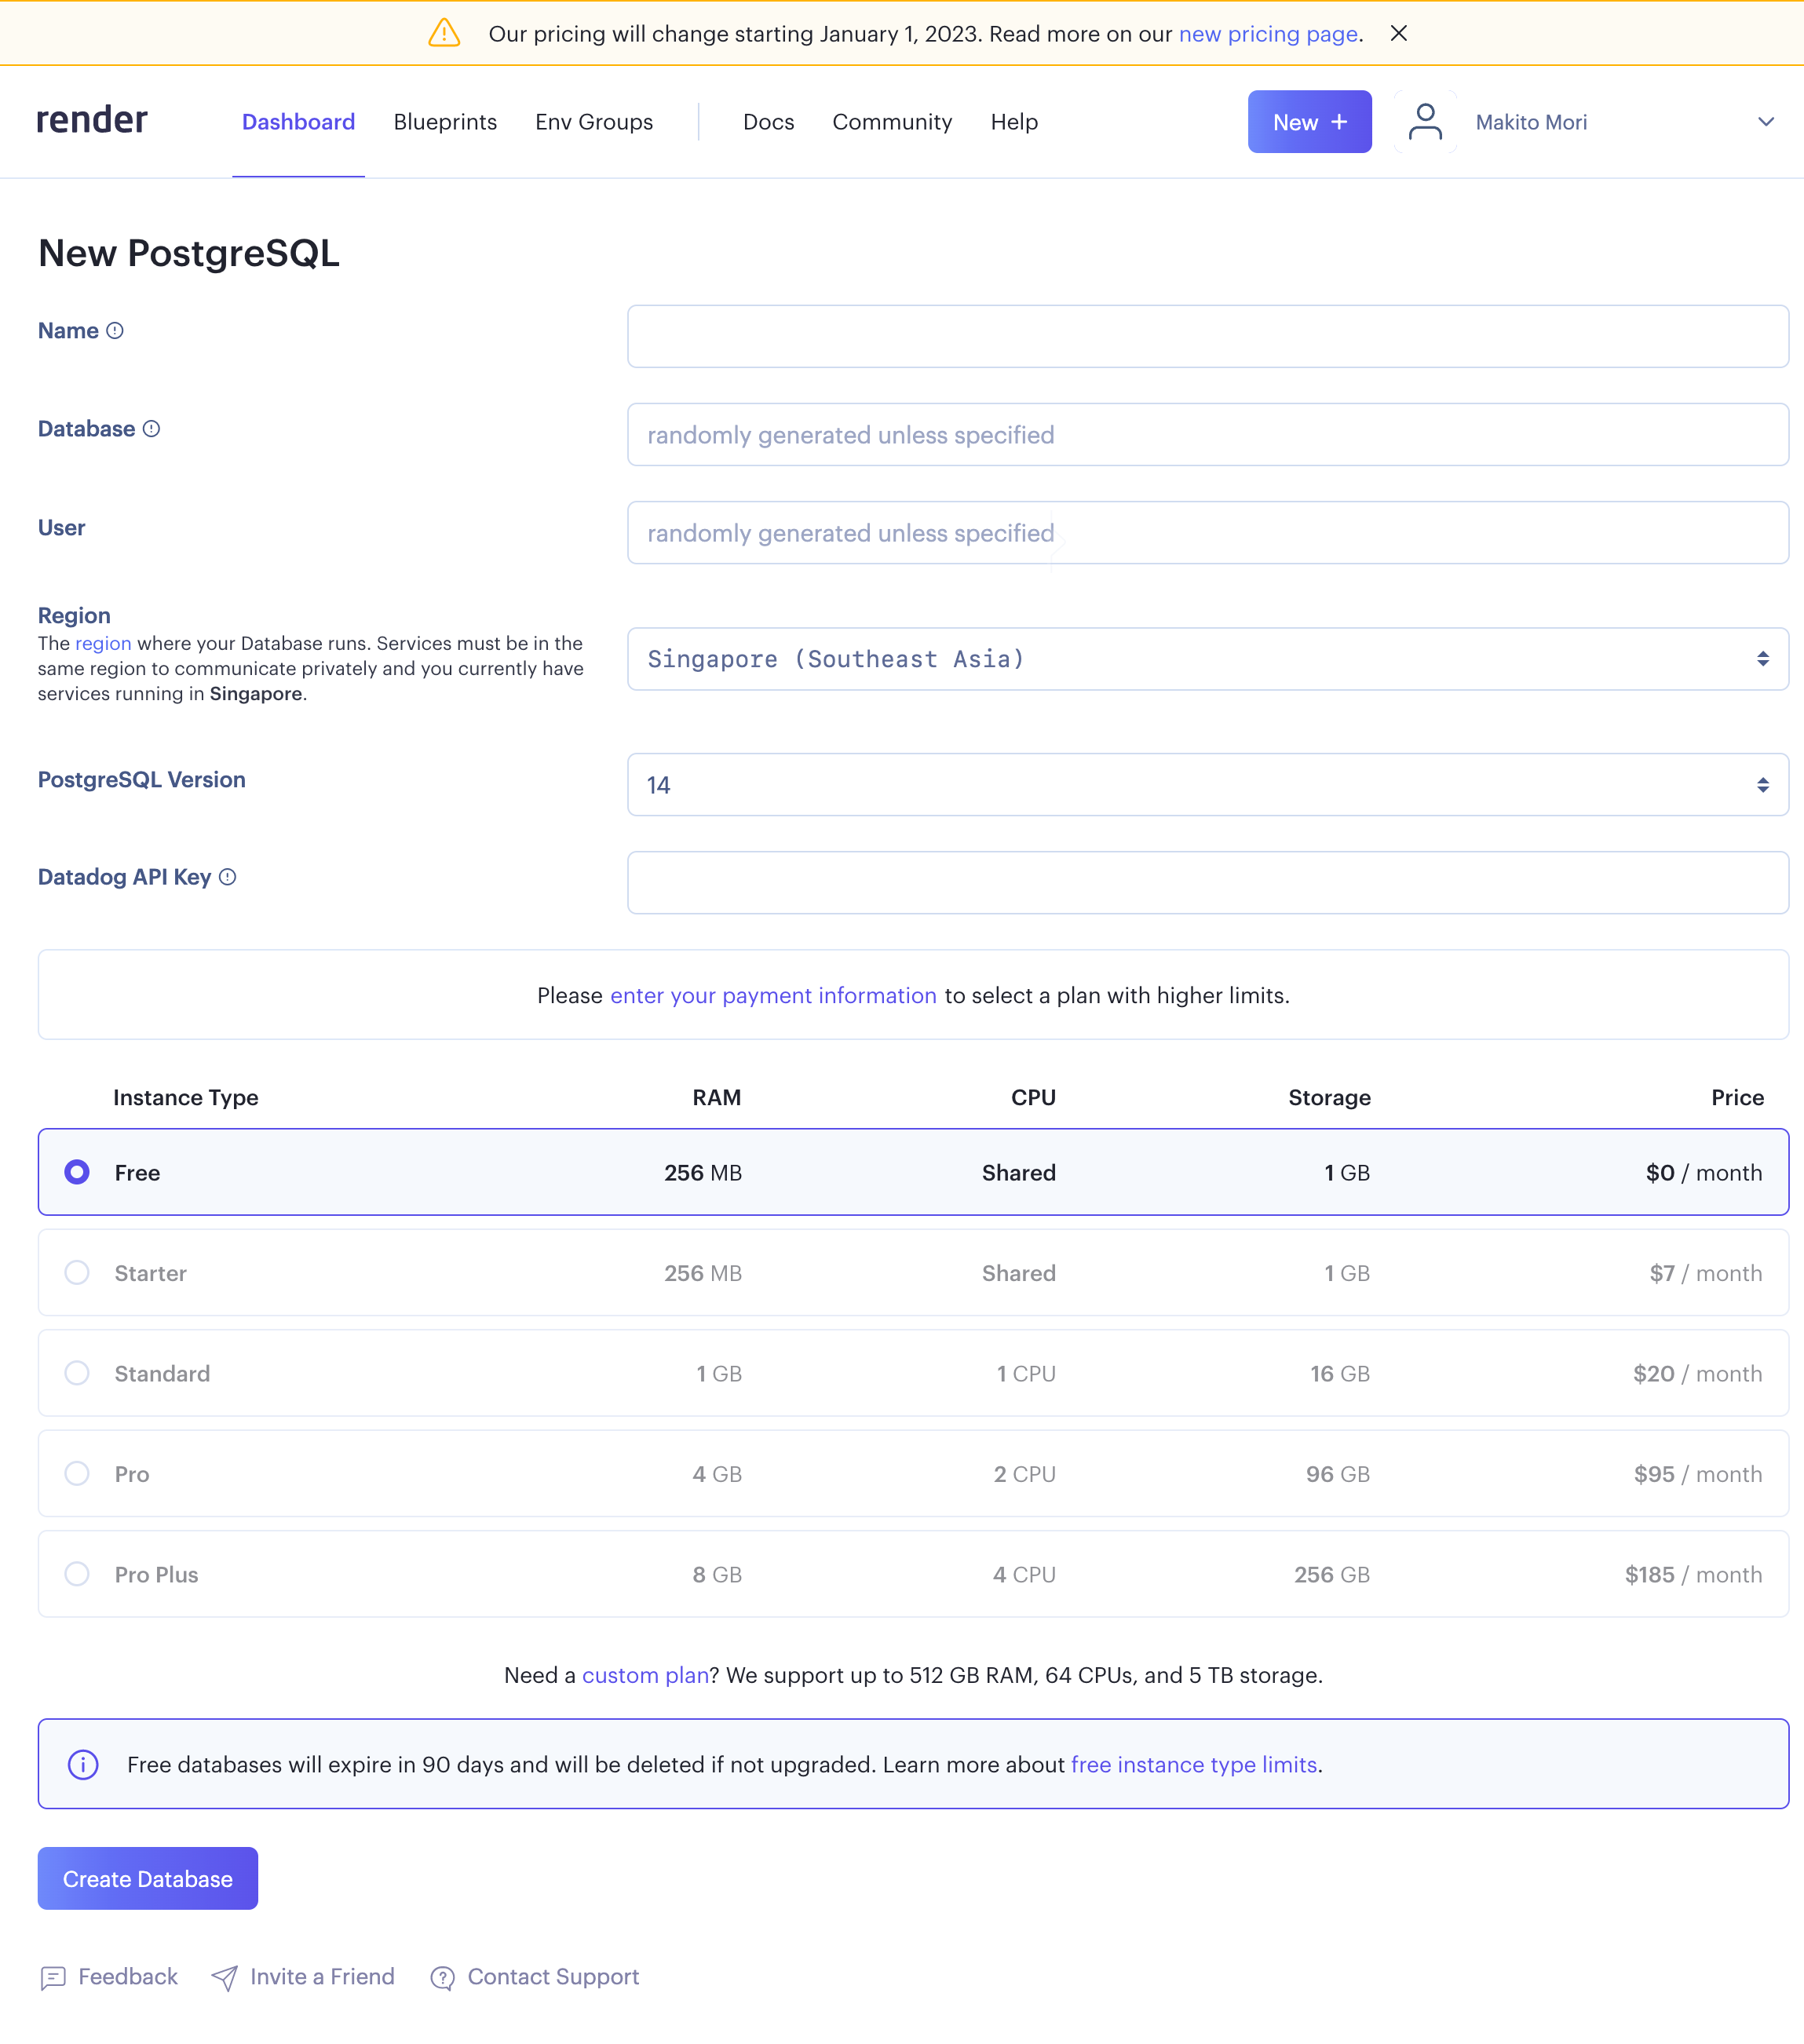 Our pricing will change starting January 1, 2023. Read more on our new pricing page.
render
Dashboard
Blueprints
Env Groups
Docs
Community
Help
New +
Makito Mori
New PostgreSQL
Name
Database
randomly generated unless specified
User
randomly generated unless specified
Region
The region where your Database runs. Services must be in the
same region to communicate privately and you currently have
services running in Singapore.
Singapore (Southeast Asia)
PostgreSQL Version
14
Datadog API Key
Please enter your payment information to select a plan with higher limits.
Instance Type RAM CPU Storage Price
Free 256 MB Shared 1 GB $0 / month
Starter 256 MB Shared 1 GB $7 / month
Standard 1 GB 1 CPU 16 GB $20 / month
Pro 4 GB 2 CPU 96 GB $95 / month
Pro Plus 8 GB 4 CPU 256 GB $185 / month
Need a custom plan? We support up to 512 GB RAM, 64 CPUs, and 5 TB storage.
Free databases will expire in 90 days and will be deleted if not upgraded. Learn more about free instance type limits.
Create Database
Feedback
Invite a Friend
Contact Support